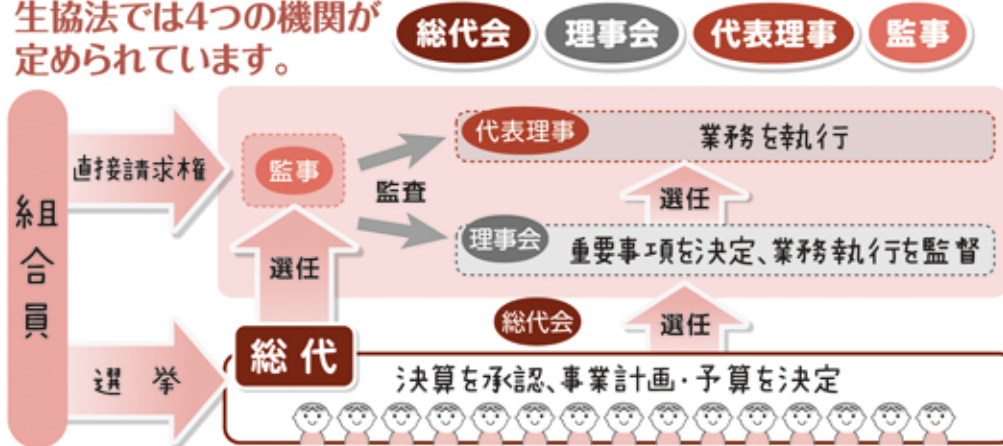 生協法では4つの機関が
定められています。
総代会 理事会 代表理事 監事
組合員
直接請求権
監事
監査
代表理事
業務を執行
選任
理事会
重要事項を決定、業務執行を監督
選任
総代会
選任
選挙
総代
決算を承認、事業計画・予算を決定